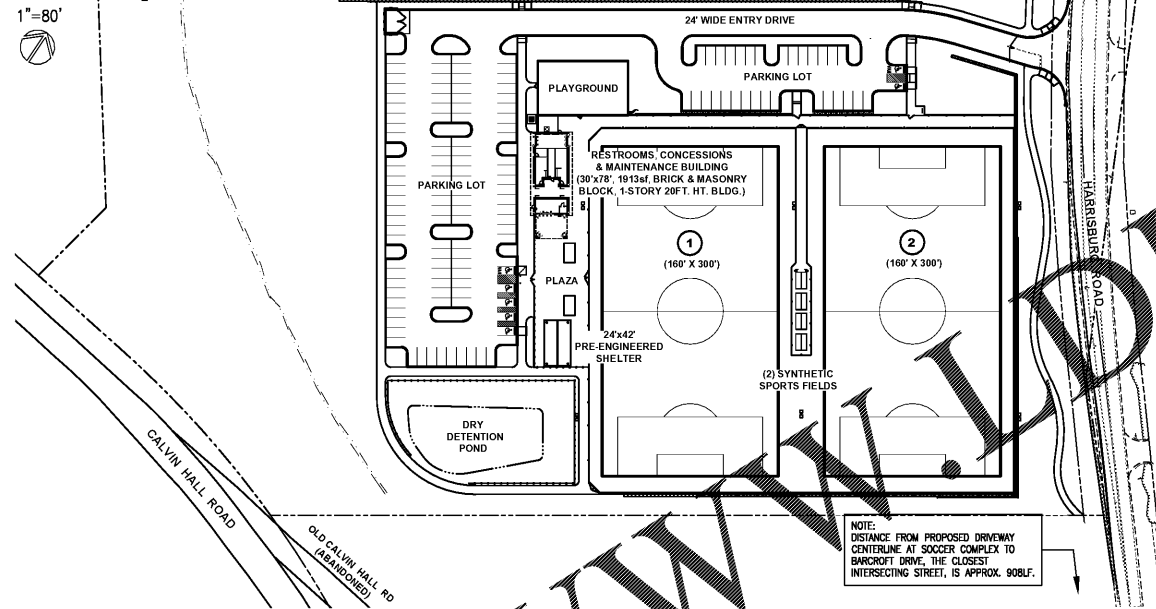 1"=80'
24' WIDE ENTRY DRIVE
PARKING LOT
PLAYGROUND
RESTROOMS, CONCESSIONS
& MAINTENANCE BUILDING
(30'x78', 1913sf, BRICK & MASONRY
BLOCK, 1-STORY 20FT. HT. BLDG.)
PARKING LOT
HARRISBURG ROAD
1
(160' X 300')
2
(160' X 300')
PLAZA
24'x42'
PRE-ENGINEERED
SHELTER
(2) SYNTHETIC
SPORTS FIELDS
DRY
DETENTION
POND
CALVIN HALL ROAD
OLD CALVIN HALL RD
(ABANDONED)
NOTE:
DISTANCE FROM PROPOSED DRIVEWAY
CENTERLINE AT SOCCER COMPLEX TO
BARCROFT DRIVE, THE CLOSEST
INTERSECTING STREET, IS APPROX. 908LF.
WWW.LD